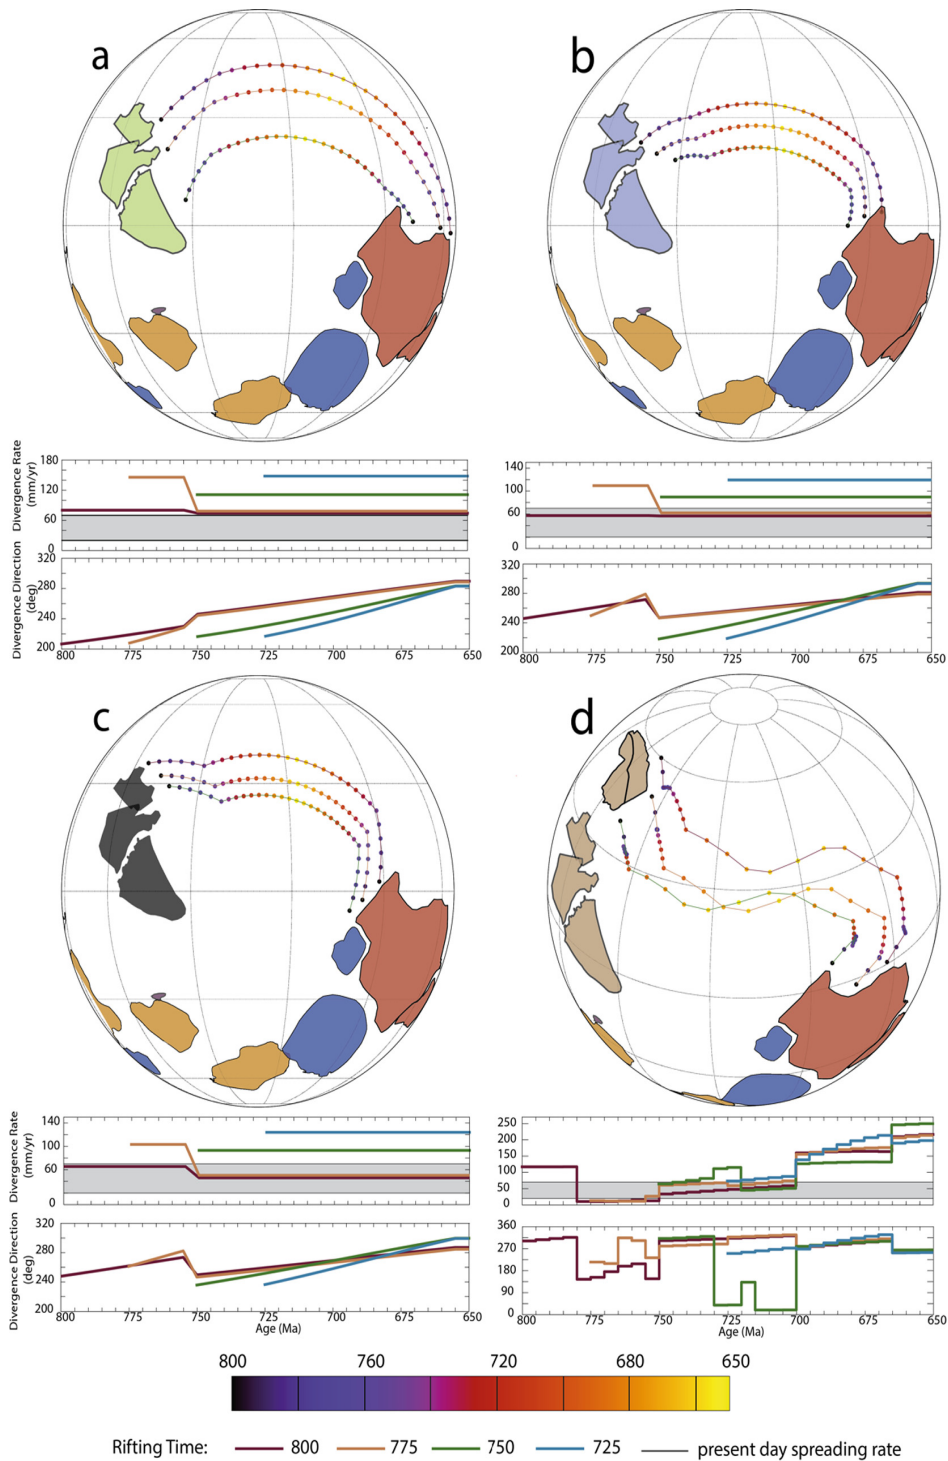 a
b
Divergence Rate
(mm/yr)
180
120
60
0
140
100
60
20
0
Divergence Direction
(deg)
320
280
240
200
320
280
240
200
800 775 750 725 700 675 650
800 775 750 725 700 675 650
c
d
Divergence Rate
(mm/yr)
140
100
60
20
0
250
200
150
100
50
0
Divergence Direction
(deg)
320
280
240
200
360
270
180
90
0
800 775 750 725 700 675 650
800 775 750 725 700 675 650
Age (Ma)
Age (Ma)
800 760 720 680 650
Rifting Time: 800 775 750 725 present day spreading rate